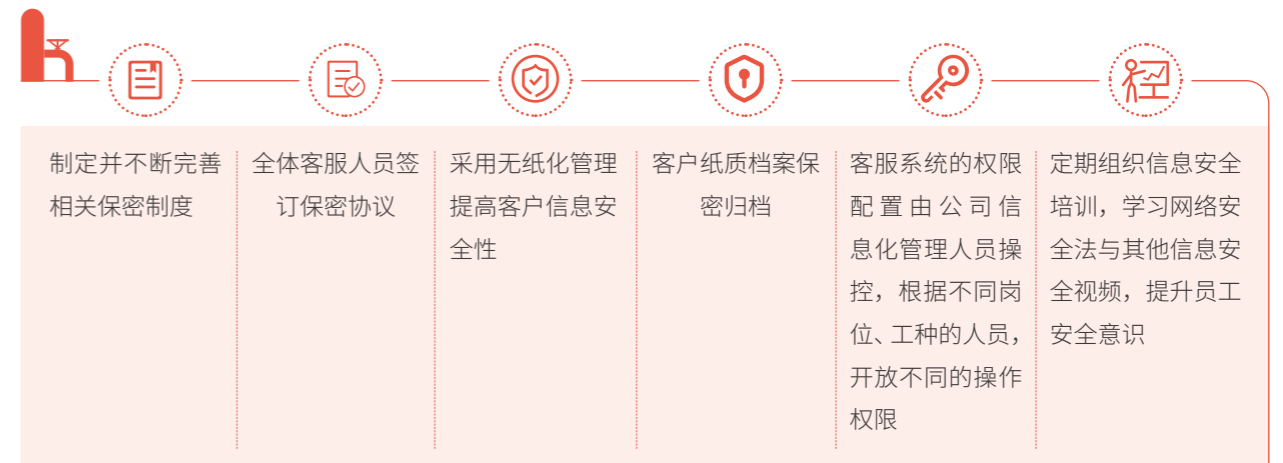 制定并不断完善
相关保密制度
全体客服人员签
订保密协议
采用无纸化管理
提高客户信息安
全性
客户纸质档案保
密归档
客服系统的权限
配置由公司信
息化管理人员操
控，根据不同岗
位、工种的人员，
开放不同的操作
权限
定期组织信息安全
培训，学习网络安
全法与其他信息安
全视频，提升员工
安全意识